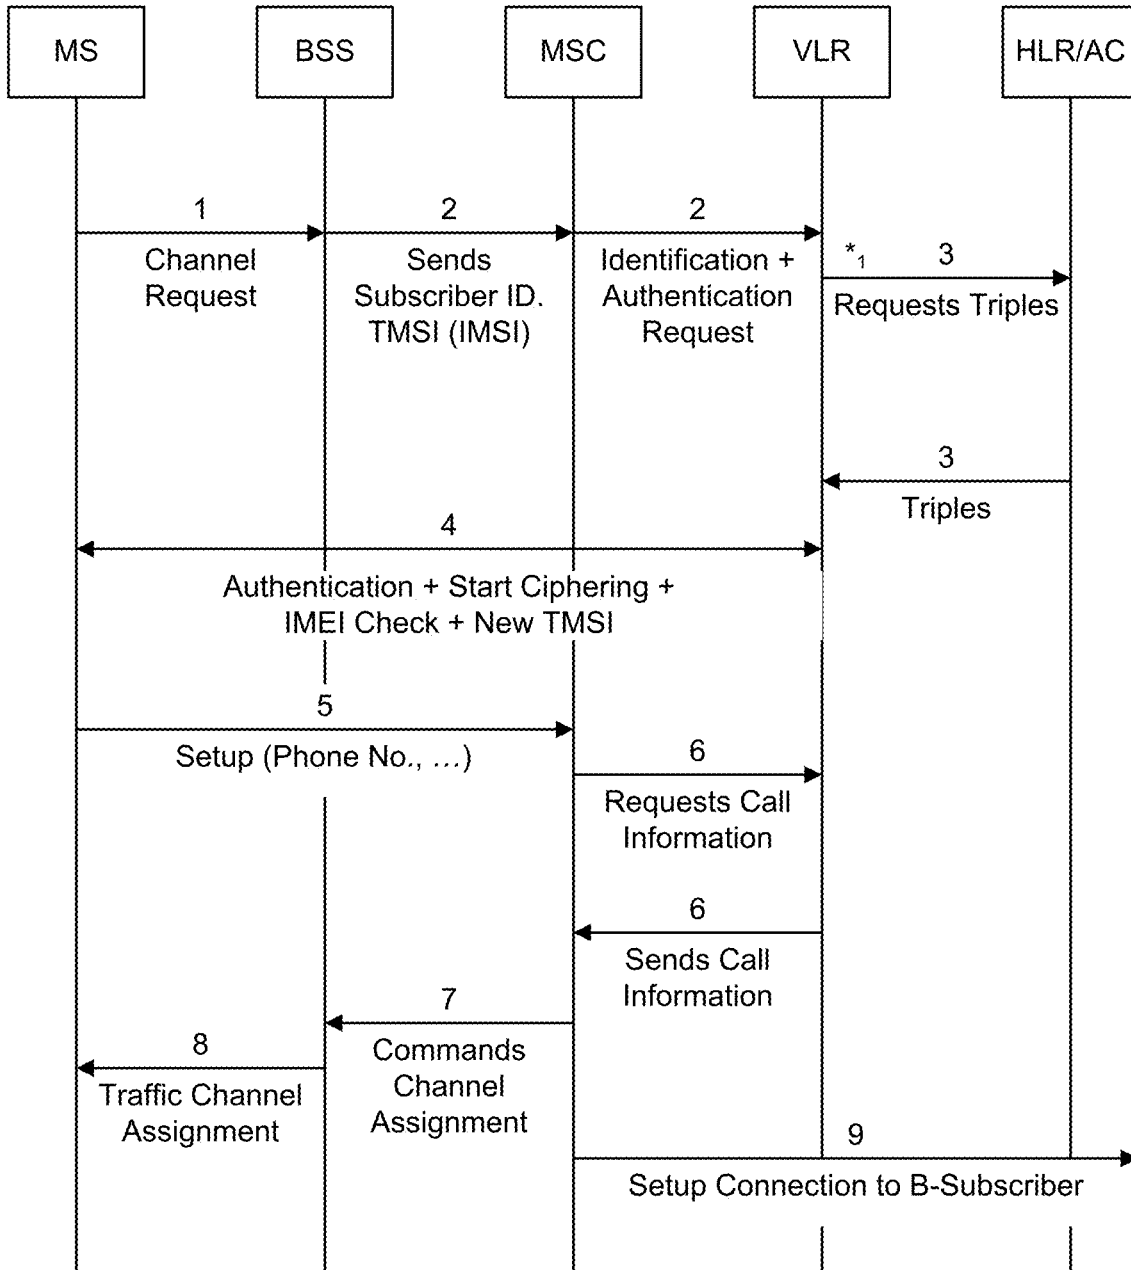 MS
BSS
MSC
VLR
HLR/AC
1
2
2
Channel
Request
Sends
Subscriber ID.
TMSI (IMSI)
Identification +
Authentication
Request
*1
3
Requests Triples
3
Triples
4
Authentication + Start Ciphering +
IMEI Check + New TMSI
5
Setup (Phone No., …)
6
Requests Call
Information
6
Sends Call
Information
7
Commands
Channel
Assignment
8
Traffic Channel
Assignment
9
Setup Connection to B-Subscriber